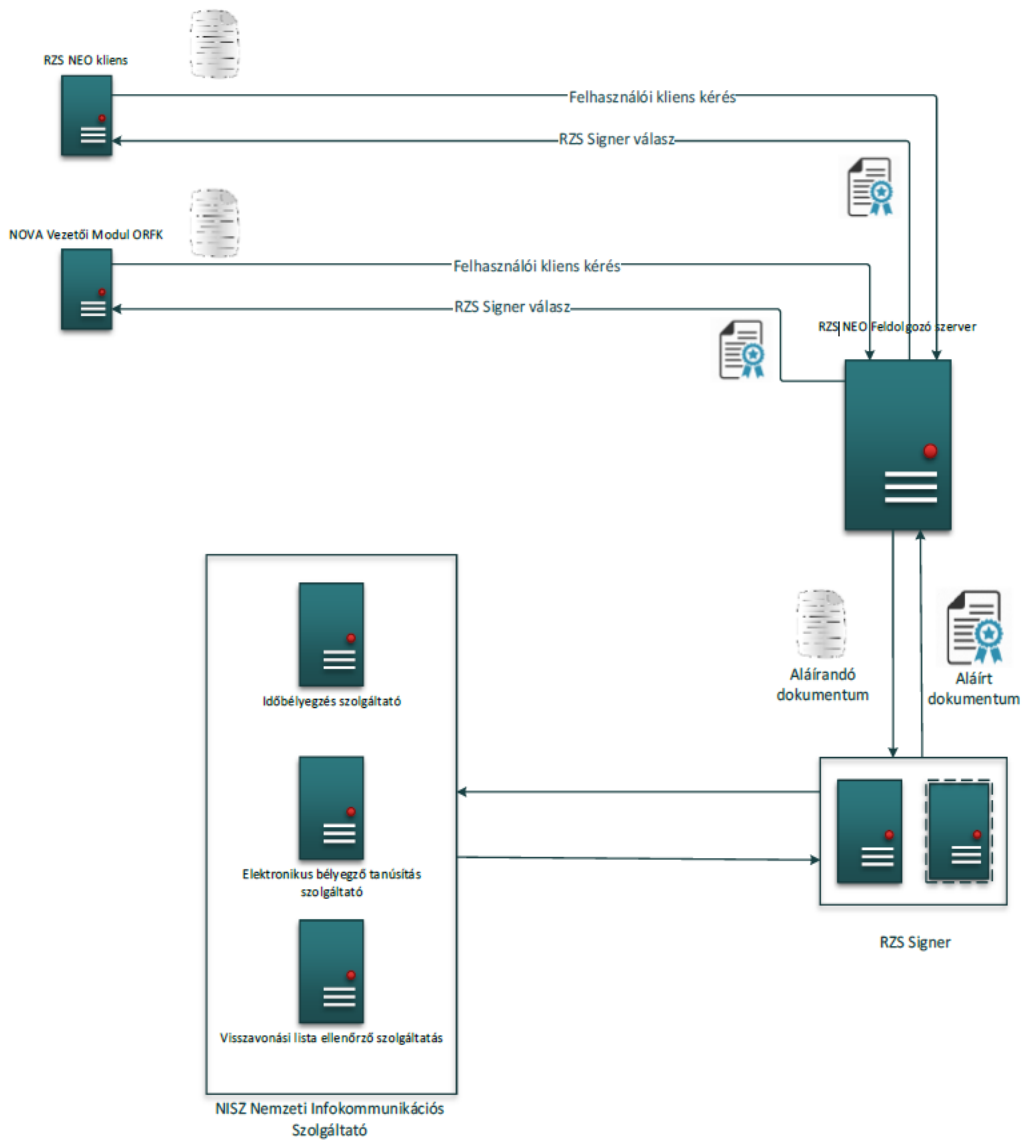 RZS NEO kliens
Felhasználói kliens kérés
RZS Signer válasz
NOVA Vezetői Modul ORFK
Felhasználói kliens kérés
RZS Signer válasz
RZS NEO Feldolgozó szerver
Aláírandó
dokumentum
Aláírt
dokumentum
Időbélyegzés szolgáltató
Elektronikus bélyegző tanúsítás
szolgáltató
Visszavonási lista ellenőrző szolgáltatás
RZS Signer
NISZ Nemzeti Infokommunikációs
Szolgáltató